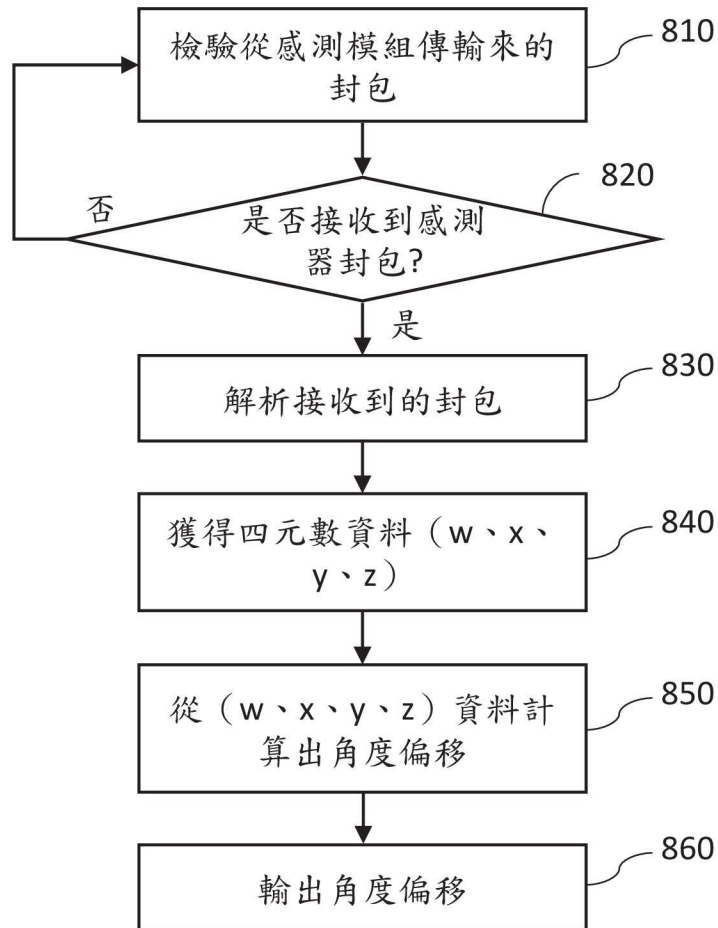 檢驗從感測模組傳輸來的
封包
810
820
否
是否接收到感測
器封包?
是
830
解析接收到的封包
840
獲得四元數資料（w、x、
y、z）
850
從（w、x、y、z）資料計
算出角度偏移
860
輸出角度偏移